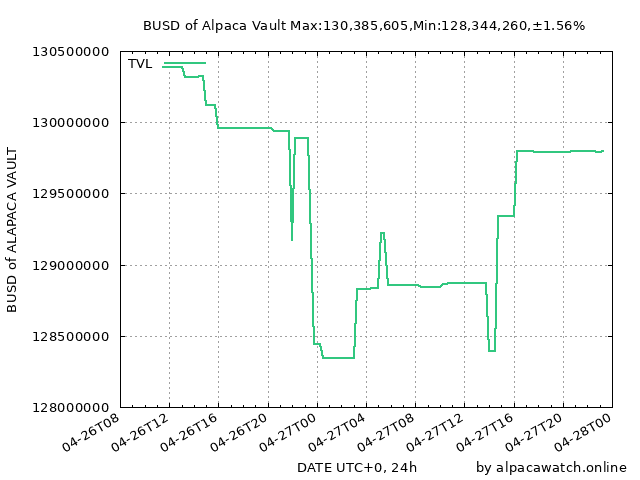 BUSD of Alpaca Vault Max:130,385,605,Min:128,344,260,±1.56%
TVL
130500000
130000000
129500000
129000000
128500000
128000000
BUSD of ALAPACA VAULT
04-26T08
04-26T12
04-26T16
04-26T20
04-27T00
04-27T04
04-27T08
04-27T12
04-27T16
04-27T20
04-28T00
DATE UTC+0, 24h
by alpacawatch.online